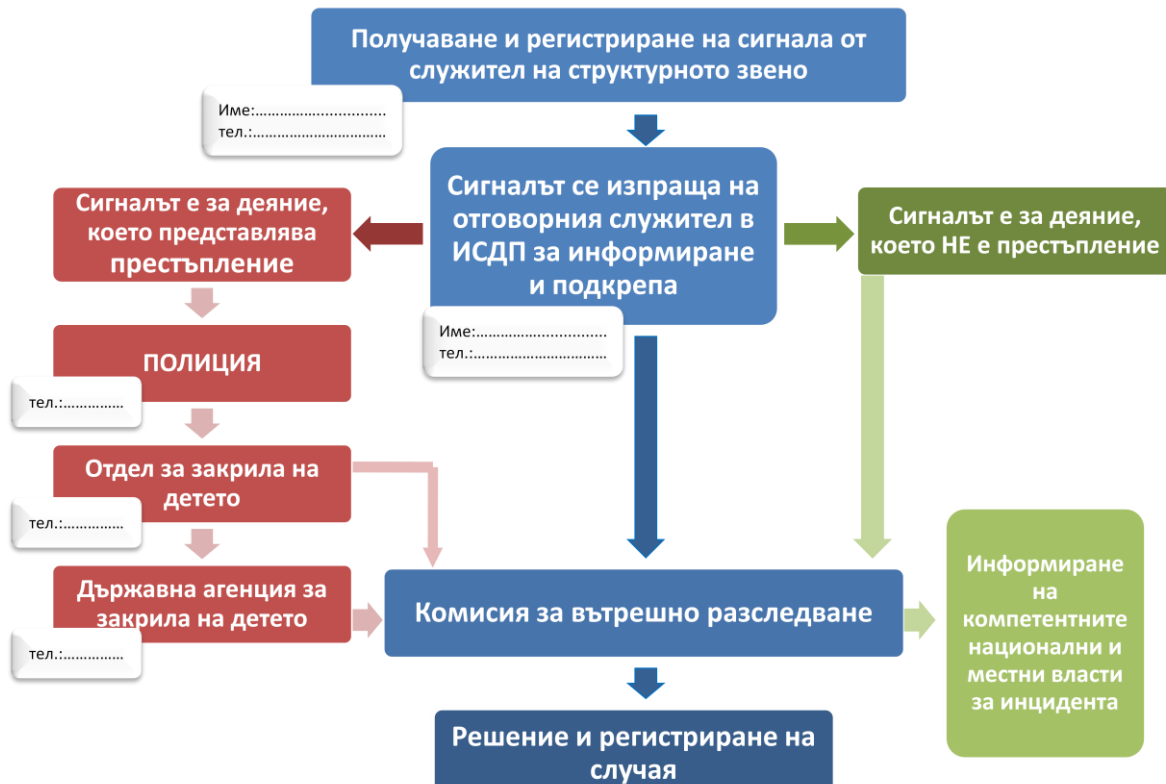 Получаване и регистриране на сигнала от
служител на структурното звено
Име:..............................
тел.:................................
Сигналът се изпраща на
отговорния служител в
ИСДП за информиране
и подкрепа
Име:..............................
тел.:................................
Сигналът е за деяние,
което представлява
престъпление
Сигналът е за деяние,
което НЕ е престъпление
ПОЛИЦИЯ
тел.:...............
Отдел за закрила на
детето
тел.:...............
Държавна агенция за
закрила на детето
тел.:...............
Комисия за вътрешно разследване
Информиране
на
компетентните
национални и
местни власти
за инцидента
Решение и регистриране на
случая